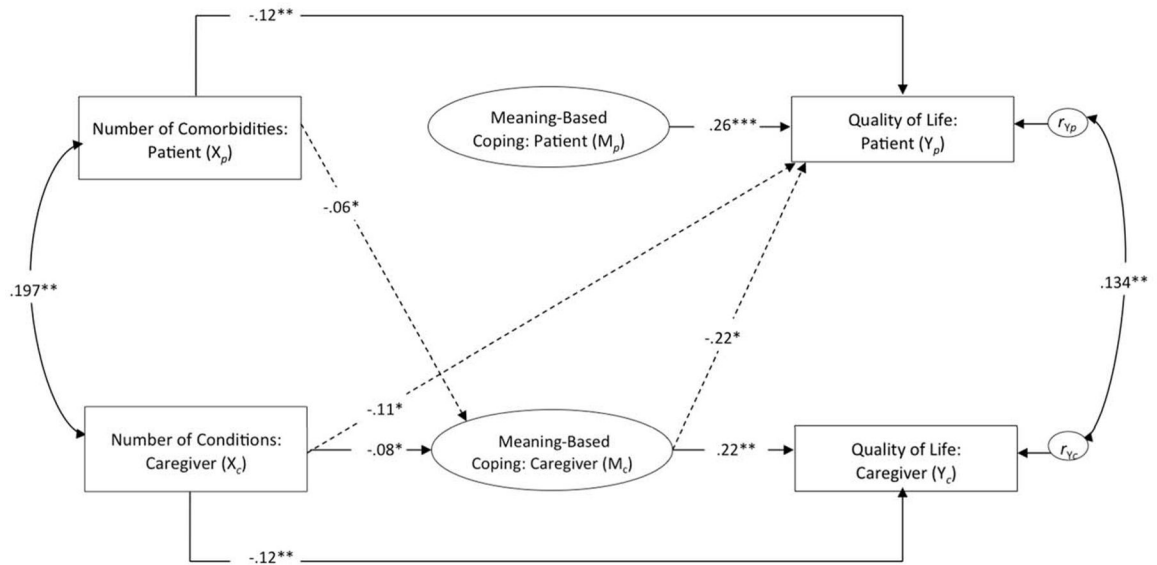 -.12**
Number of Comorbidities:
Patient (Xp)
Meaning-Based
Coping: Patient (Mp)
.26***
Quality of Life:
Patient (Yp)
rYp
-.06*
.197**
.134**
-.22*
-.11*
Number of Conditions:
Caregiver (Xc)
-.08*
Meaning-Based
Coping: Caregiver (Mc)
.22**
Quality of Life:
Caregiver (Yc)
rYc
-.12**